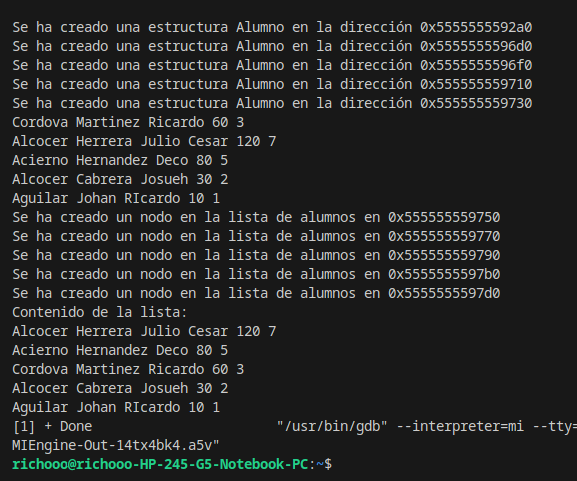 Se ha creado una estructura Alumno en la dirección 0x5555555592a0
Se ha creado una estructura Alumno en la dirección 0x5555555596d0
Se ha creado una estructura Alumno en la dirección 0x5555555596f0
Se ha creado una estructura Alumno en la dirección 0x555555559710
Se ha creado una estructura Alumno en la dirección 0x555555559730
Cordova Martinez Ricardo 60 3
Alcocer Herrera Julio Cesar 120 7
Acierno Hernandez Deco 80 5
Alcocer Cabrera Josueh 30 2
Aguilar Johan RIcardo 10 1
Se ha creado un nodo en la lista de alumnos en 0x555555559750
Se ha creado un nodo en la lista de alumnos en 0x555555559770
Se ha creado un nodo en la lista de alumnos en 0x555555559790
Se ha creado un nodo en la lista de alumnos en 0x5555555597b0
Se ha creado un nodo en la lista de alumnos en 0x5555555597d0
Contenido de la lista:
Alcocer Herrera Julio Cesar 120 7
Acierno Hernandez Deco 80 5
Cordova Martinez Ricardo 60 3
Alcocer Cabrera Josueh 30 2
Aguilar Johan RIcardo 10 1
[1] + Done "/usr/bin/gdb" --interpreter=mi --tty=
MIEngine-Out-14tx4bk4.a5v"
richooo@richooo-HP-245-G5-Notebook-PC:~$